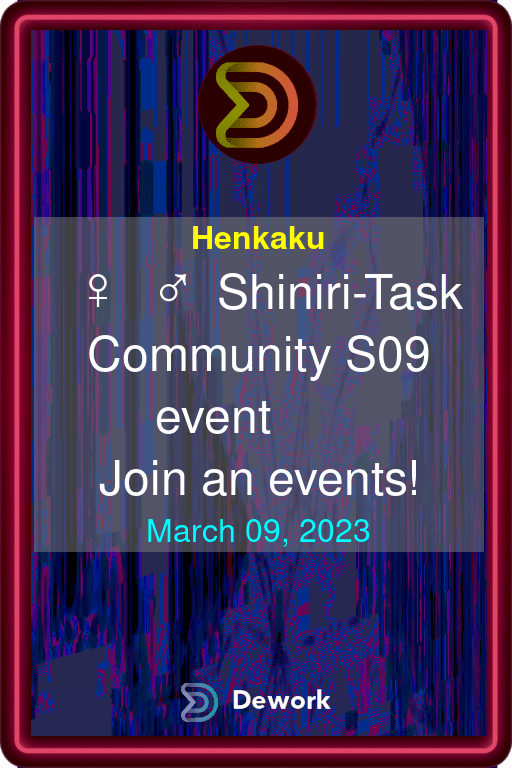 Henkaku
♀ ♂ Shiniri-Task
Community S09
event
Join an events!
March 09, 2023
Dework